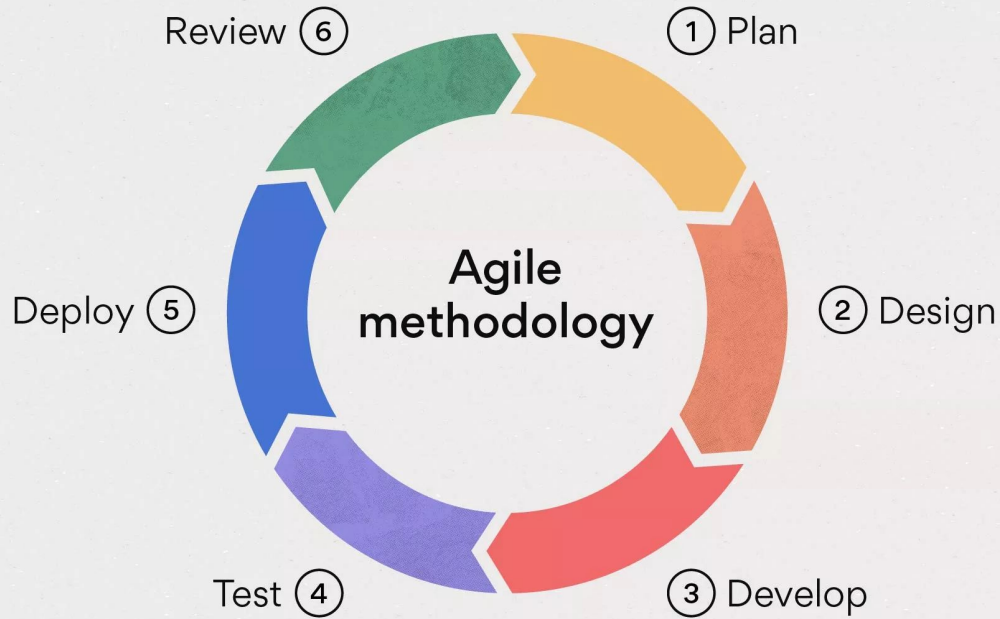 Review 6
1 Plan
Agile
methodology
Deploy 5
2 Design
Test 4
3 Develop